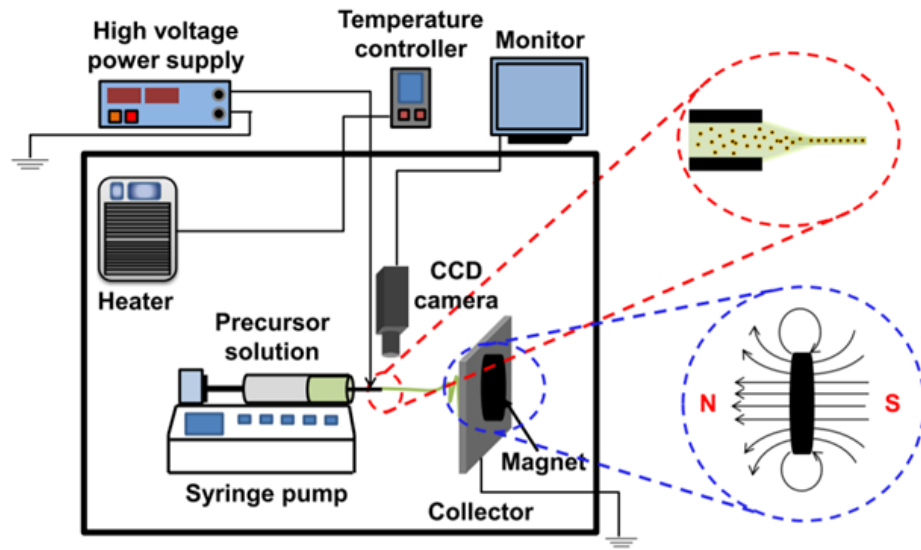 High voltage
power supply
Temperature
controller
Monitor
Heater
CCD
camera
Precursor
solution
Syringe pump
Magnet
Collector
N
S